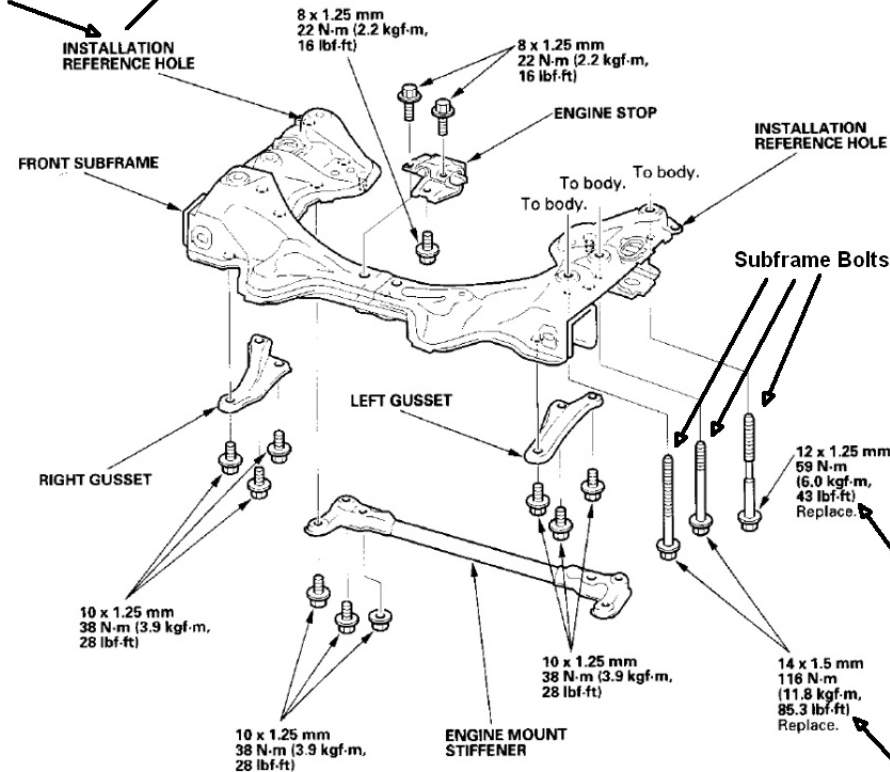 8 x 1.25 mm
22 N·m (2.2 kgf·m,
16 lbf·ft)
INSTALLATION
REFERENCE HOLE
8 x 1.25 mm
22 N·m (2.2 kgf·m,
16 lbf·ft)
ENGINE STOP
INSTALLATION
REFERENCE HOLE
FRONT SUBFRAME
To body.
To body.
To body.
Subframe Bolts
LEFT GUSSET
RIGHT GUSSET
12 x 1.25 mm
59 N·m
(6.0 kgf·m,
43 lbf·ft)
Replace.
10 x 1.25 mm
38 N·m (3.9 kgf·m,
28 lbf·ft)
10 x 1.25 mm
38 N·m (3.9 kgf·m,
28 lbf·ft)
14 x 1.5 mm
116 N·m
(11.8 kgf·m,
85.3 lbf·ft)
Replace.
10 x 1.25 mm
38 N·m (3.9 kgf·m,
28 lbf·ft)
ENGINE MOUNT
STIFFENER